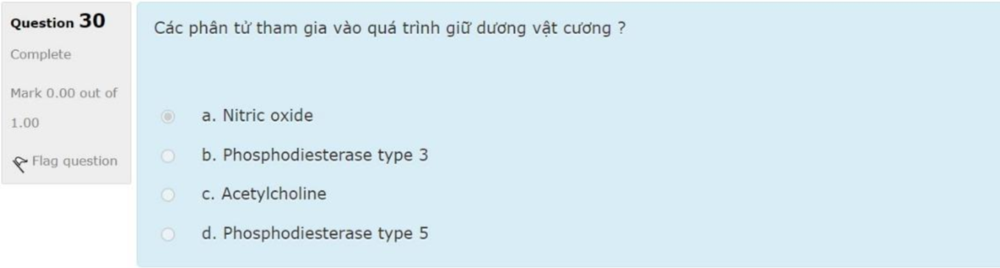 Question 30
Complete
Mark 0.00 out of
1.00
Flag question
Các phân tử tham gia vào quá trình giữ dương vật cương ?
a. Nitric oxide
b. Phosphodiesterase type 3
c. Acetylcholine
d. Phosphodiesterase type 5